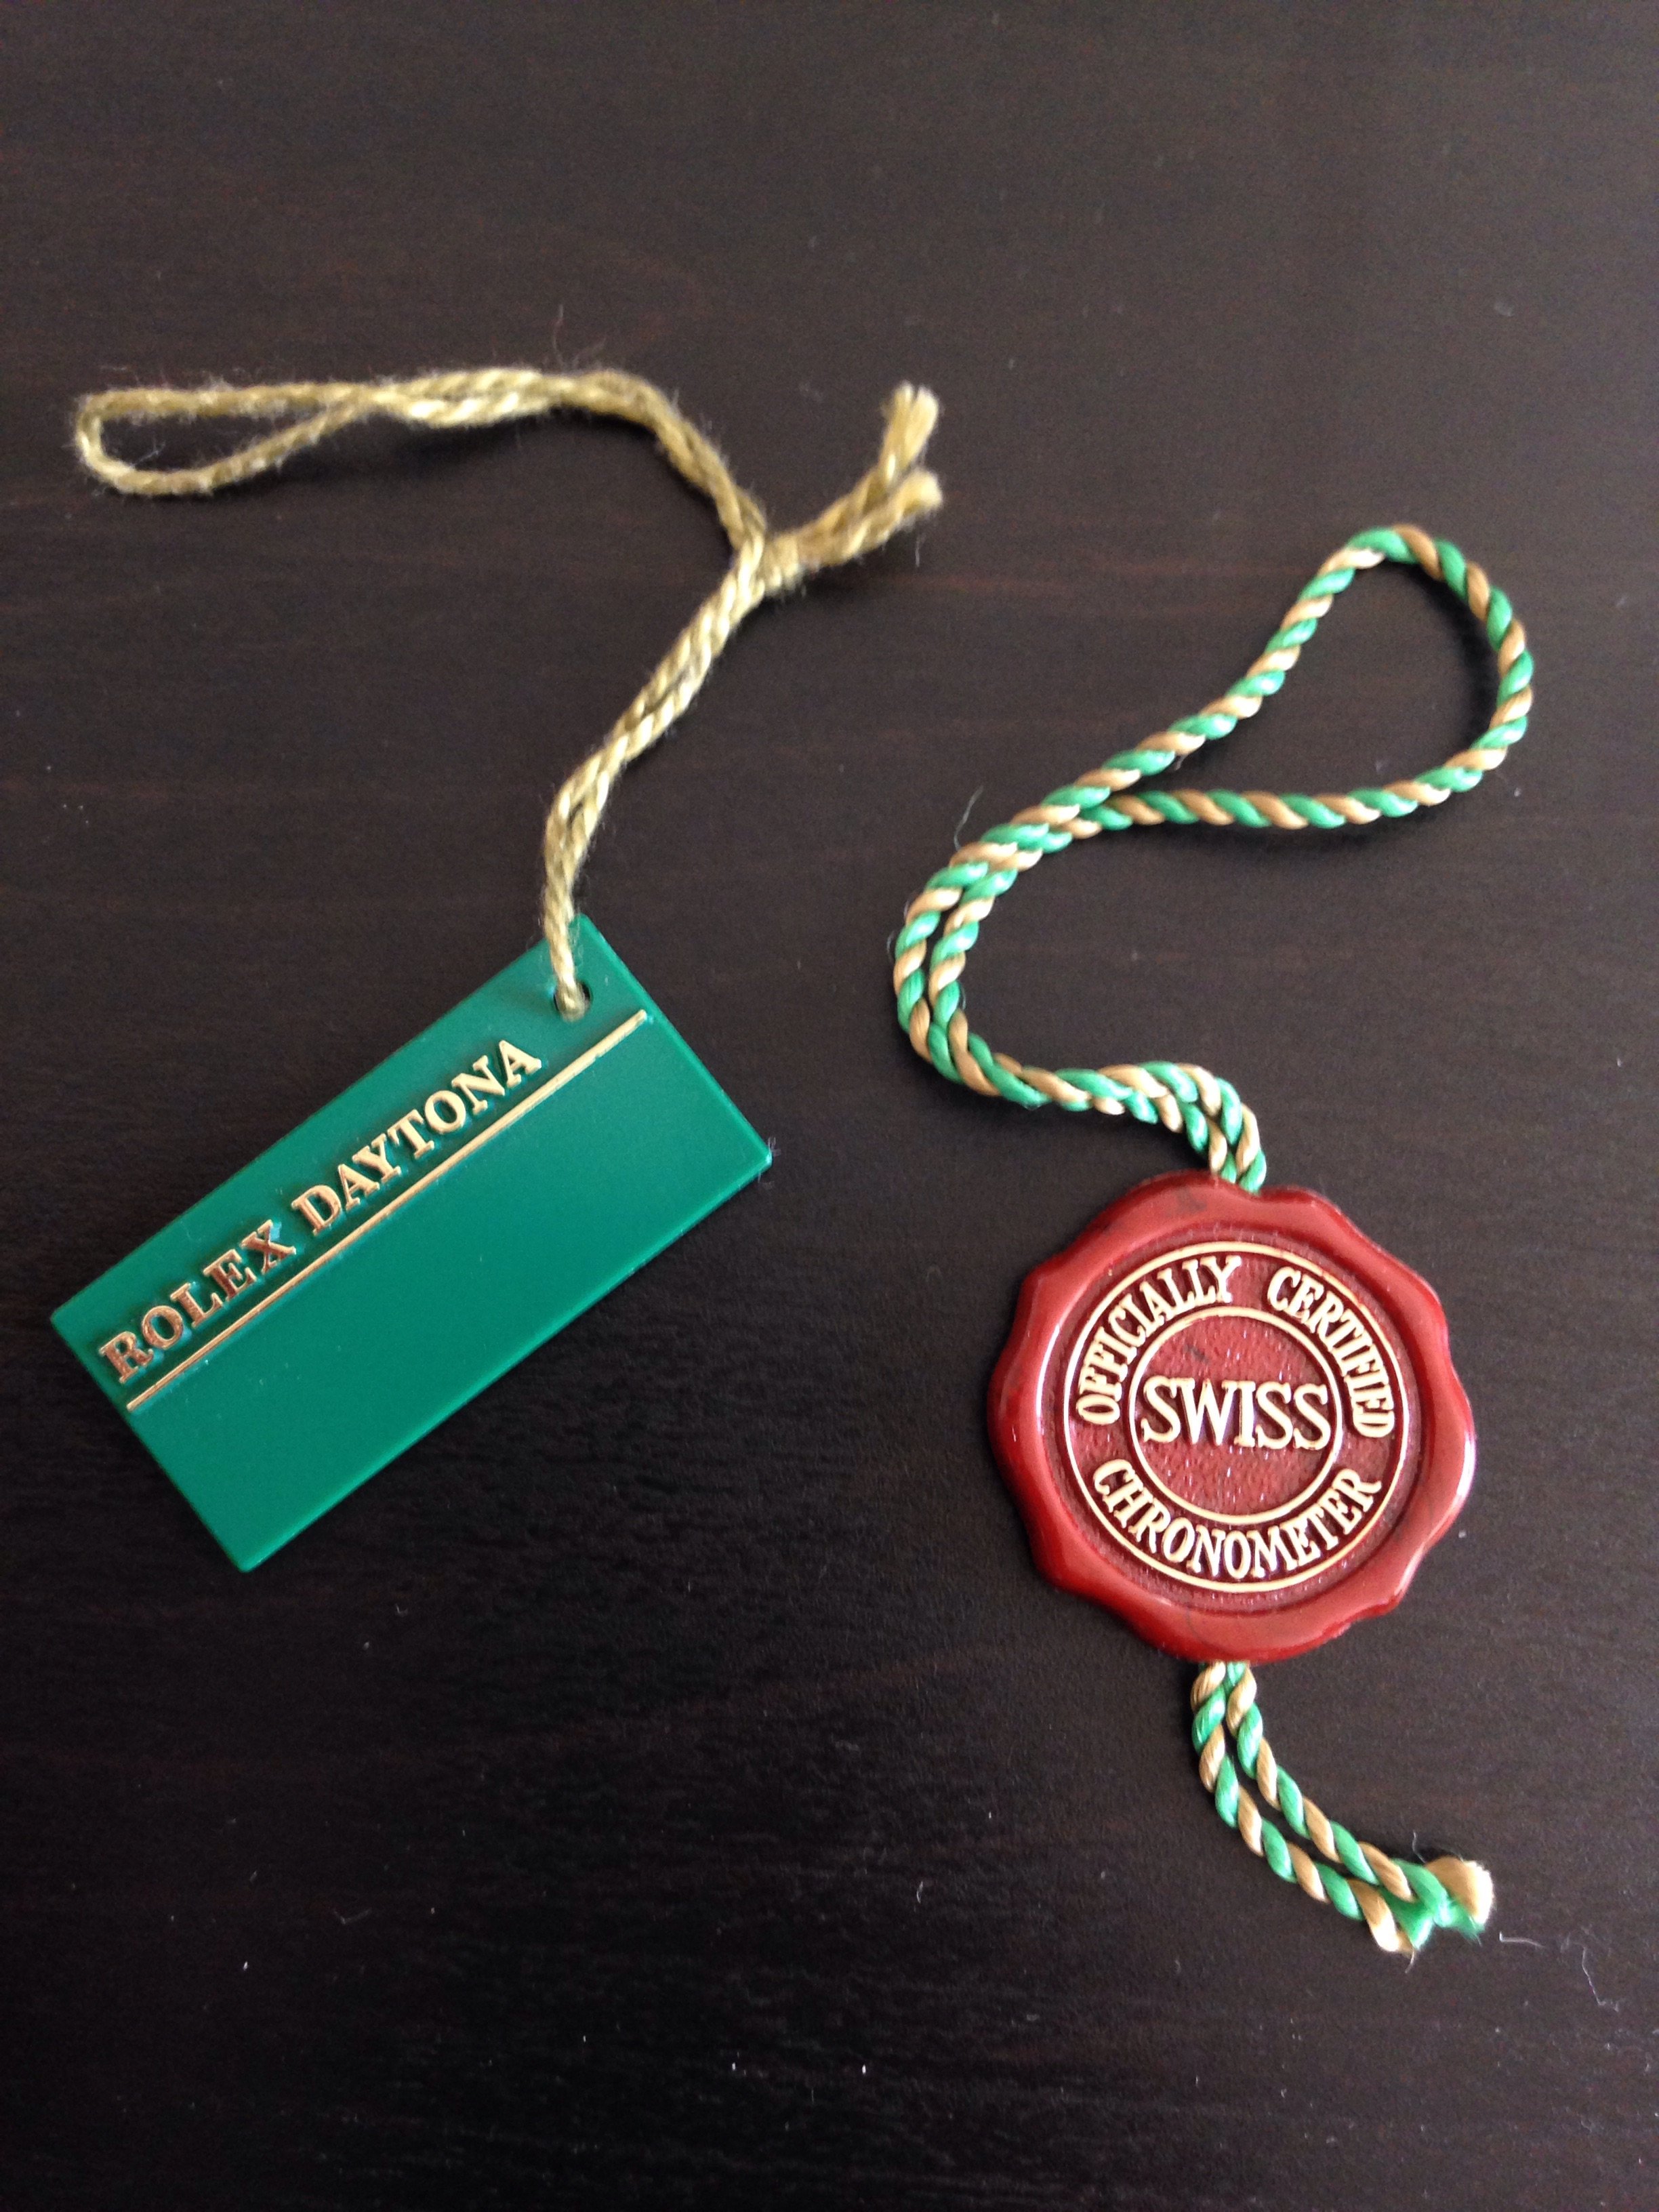 ROLEX DAYTONA
OFFICIALLY CERTIFIED
SWISS
CHRONOMETER